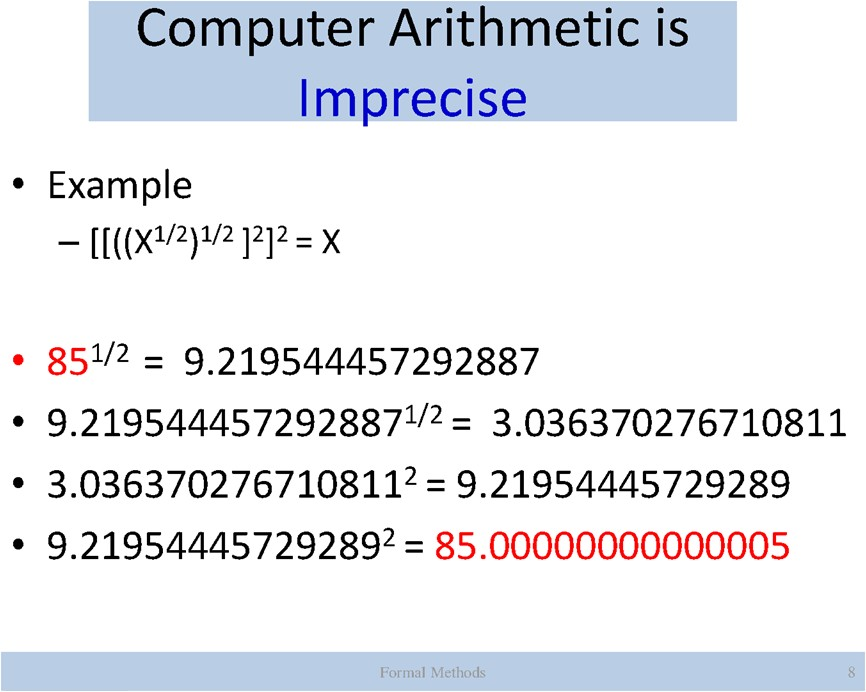 Computer Arithmetic is
Imprecise
• Example
– [[((X^1/2)^1/2 ]^2]^2 = X
• 85^1/2 = 9.219544457292887
• 9.219544457292887^1/2 = 3.036370276710811
• 3.036370276710811^2 = 9.21954445729289
• 9.21954445729289^2 = 85.00000000000005
Formal Methods
8